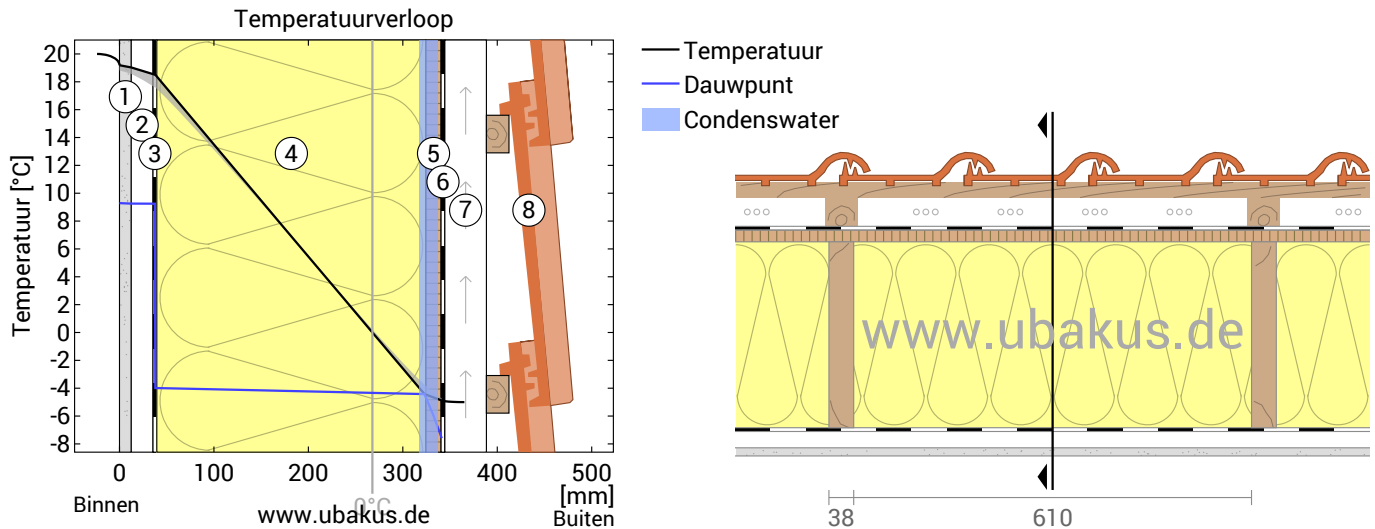 Temperatuurverloop
Temperatuur [°C]
20
18
16
14
12
10
8
6
4
2
0
-2
-4
-6
-8
1
2
3
4
5
6
7
8
0 100 200 300 400 500
[mm]
Binnen
0°C
www.ubakus.de
Buiten
Temperatuur
Dauwpunt
Condenswater
www.ubakus.de
38
610